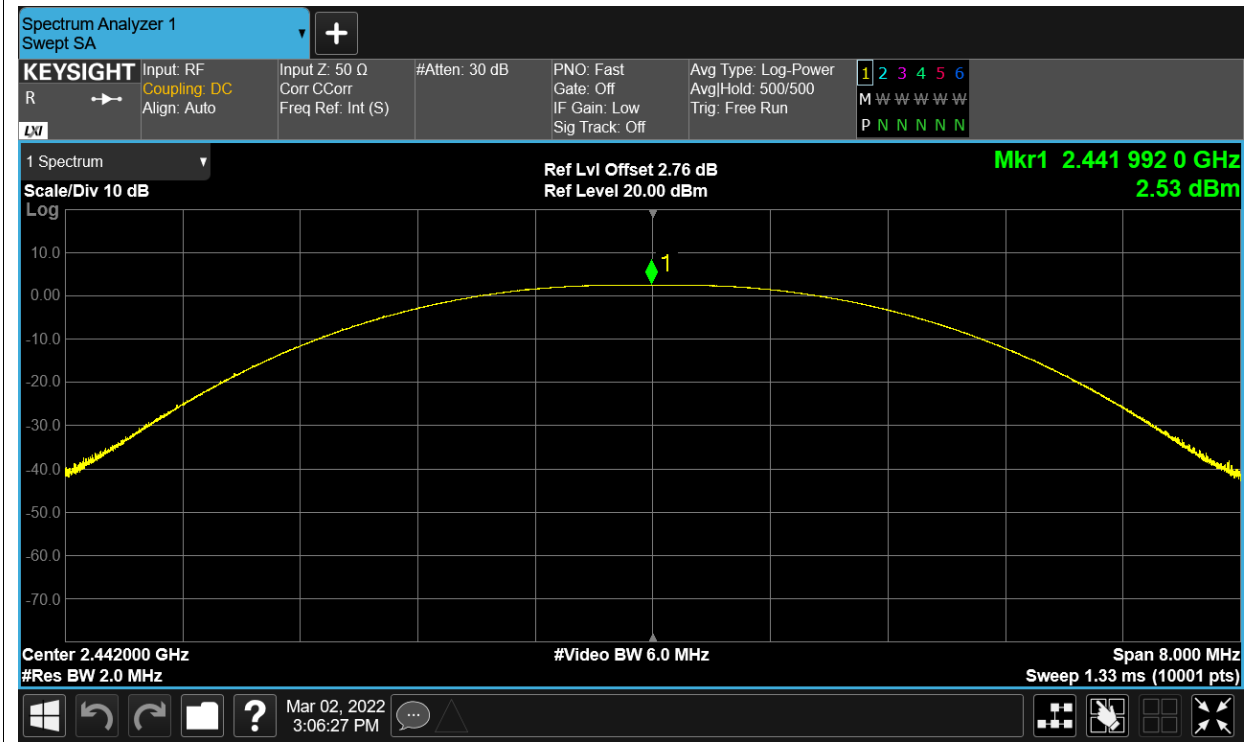 Spectrum Analyzer 1
Swept SA
KEYSIGHT
R
LXI
Input: RF
Coupling: DC
Align: Auto
Input Z: 50 Ω
Corr CCorr
Freq Ref: Int (S)
#Atten: 30 dB
PNO: Fast
Gate: Off
IF Gain: Low
Sig Track: Off
Avg Type: Log-Power
Avg|Hold: 500/500
Trig: Free Run
1 2 3 4 5 6
M W W W W W
P N N N N N
1 Spectrum
Scale/Div 10 dB
Log
Ref Lvl Offset 2.76 dB
Ref Level 20.00 dBm
Mkr1 2.441 992 0 GHz
2.53 dBm
1
10.0
0.00
-10.0
-20.0
-30.0
-40.0
-50.0
-60.0
-70.0
Center 2.442000 GHz
#Res BW 2.0 MHz
#Video BW 6.0 MHz
Span 8.000 MHz
Sweep 1.33 ms (10001 pts)
?
Mar 02, 2022
3:06:27 PM